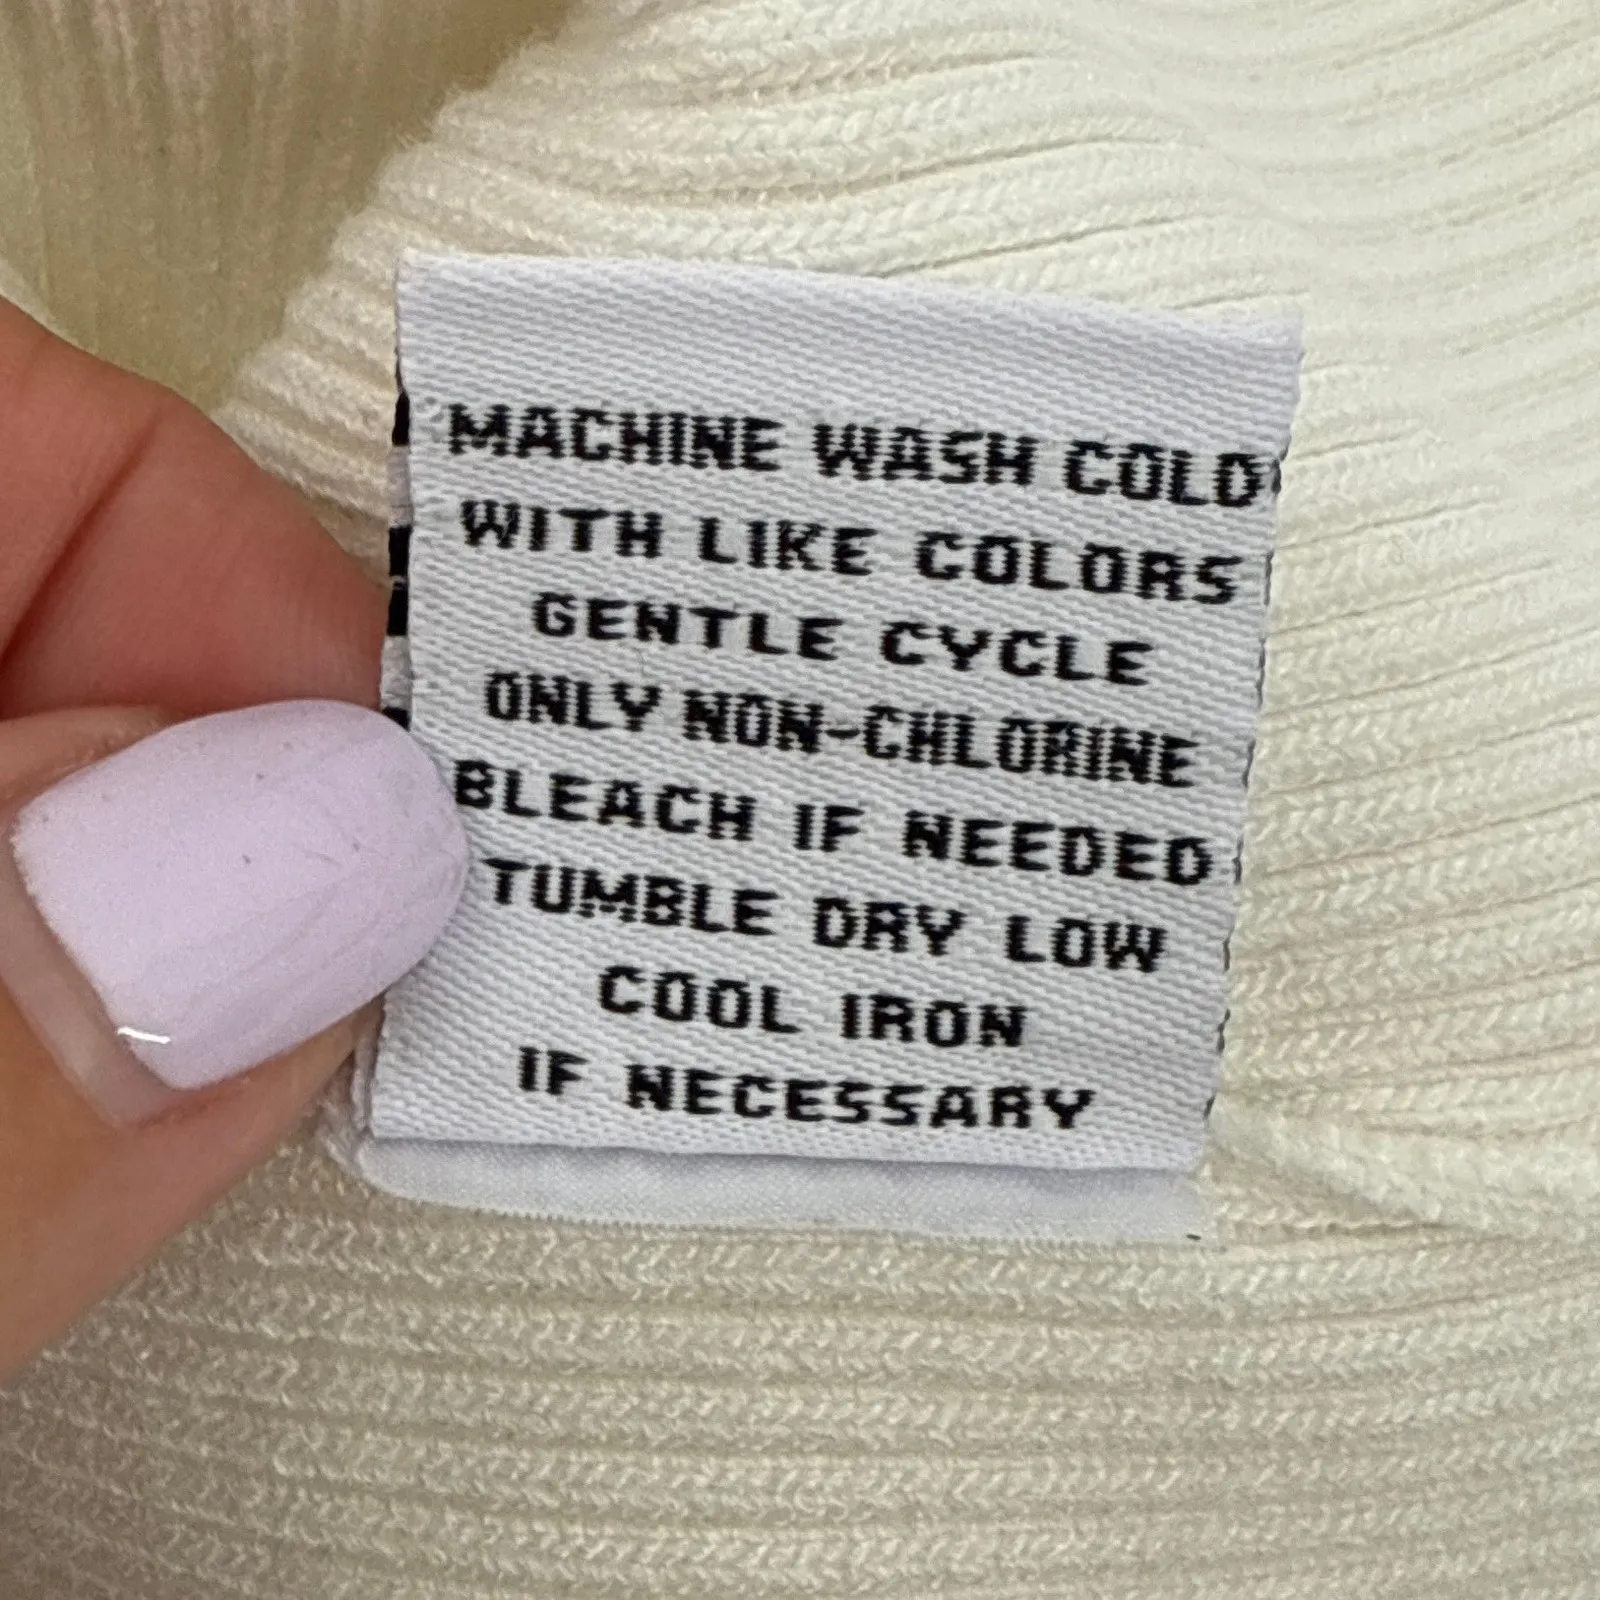 MACHINE WASH COLD
WITH LIKE COLORS
GENTLE CYCLE
ONLY NON-CHLORINE
BLEACH IF NEEDED
TUMBLE DRY LOW
COOL IRON
IF NECESSARY